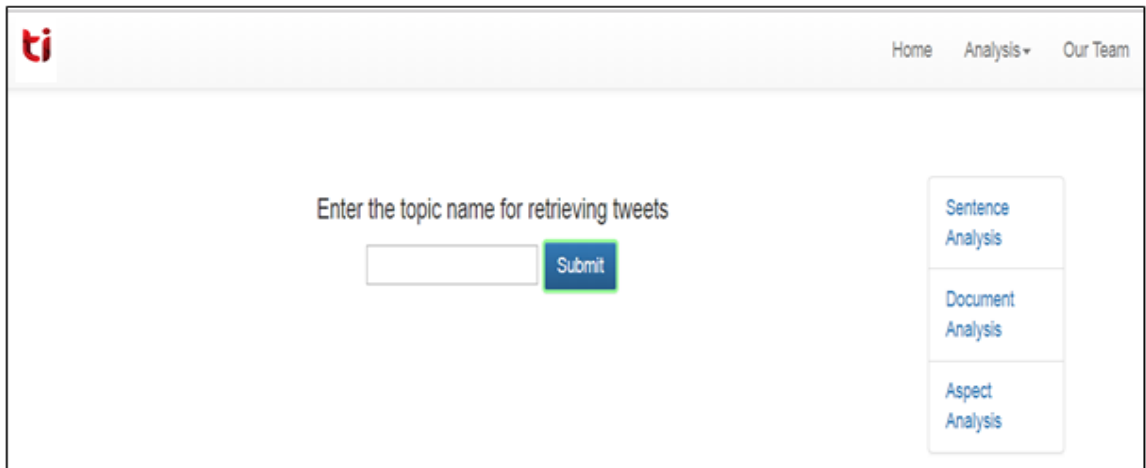 ti
Home Analysis Our Team
Enter the topic name for retrieving tweets
Submit
Sentence
Analysis
Document
Analysis
Aspect
Analysis